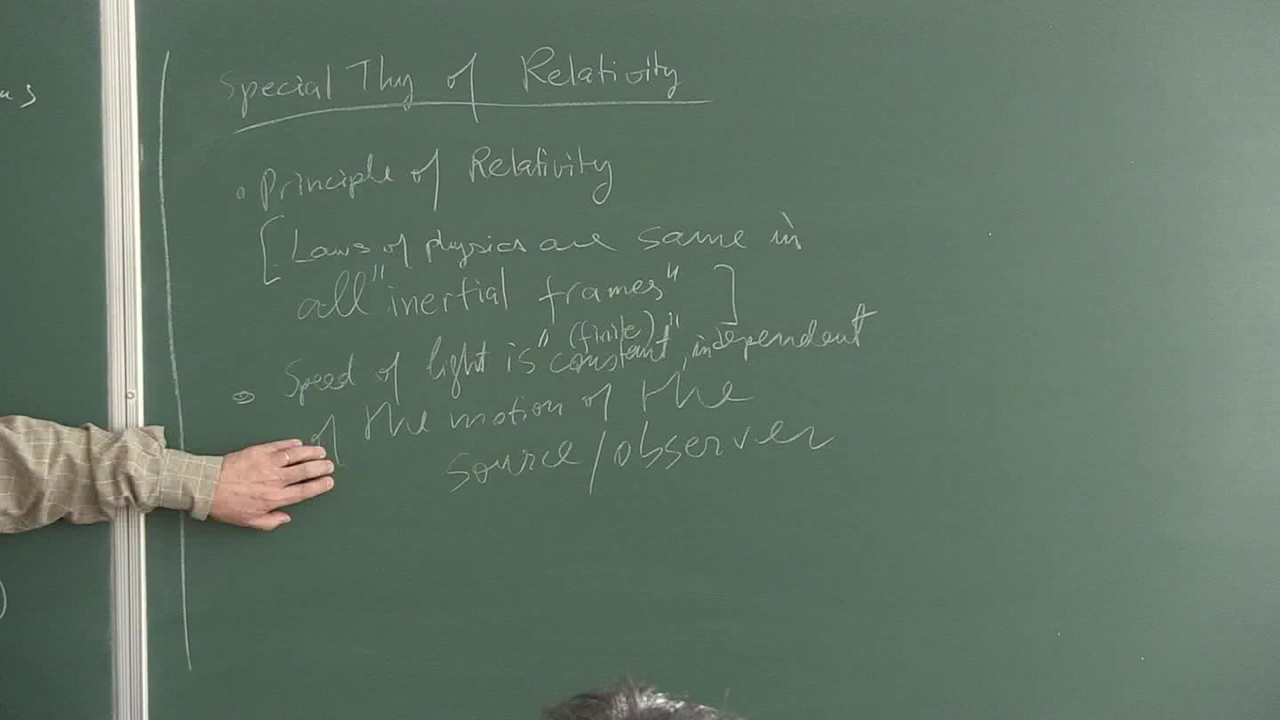 Special Thy of Relativity
• Principle of Relativity
[Laws of physics are same in
all "inertial frames"]
(finite)
• Speed of light is "constant", independent
of the motion of the
source/observer